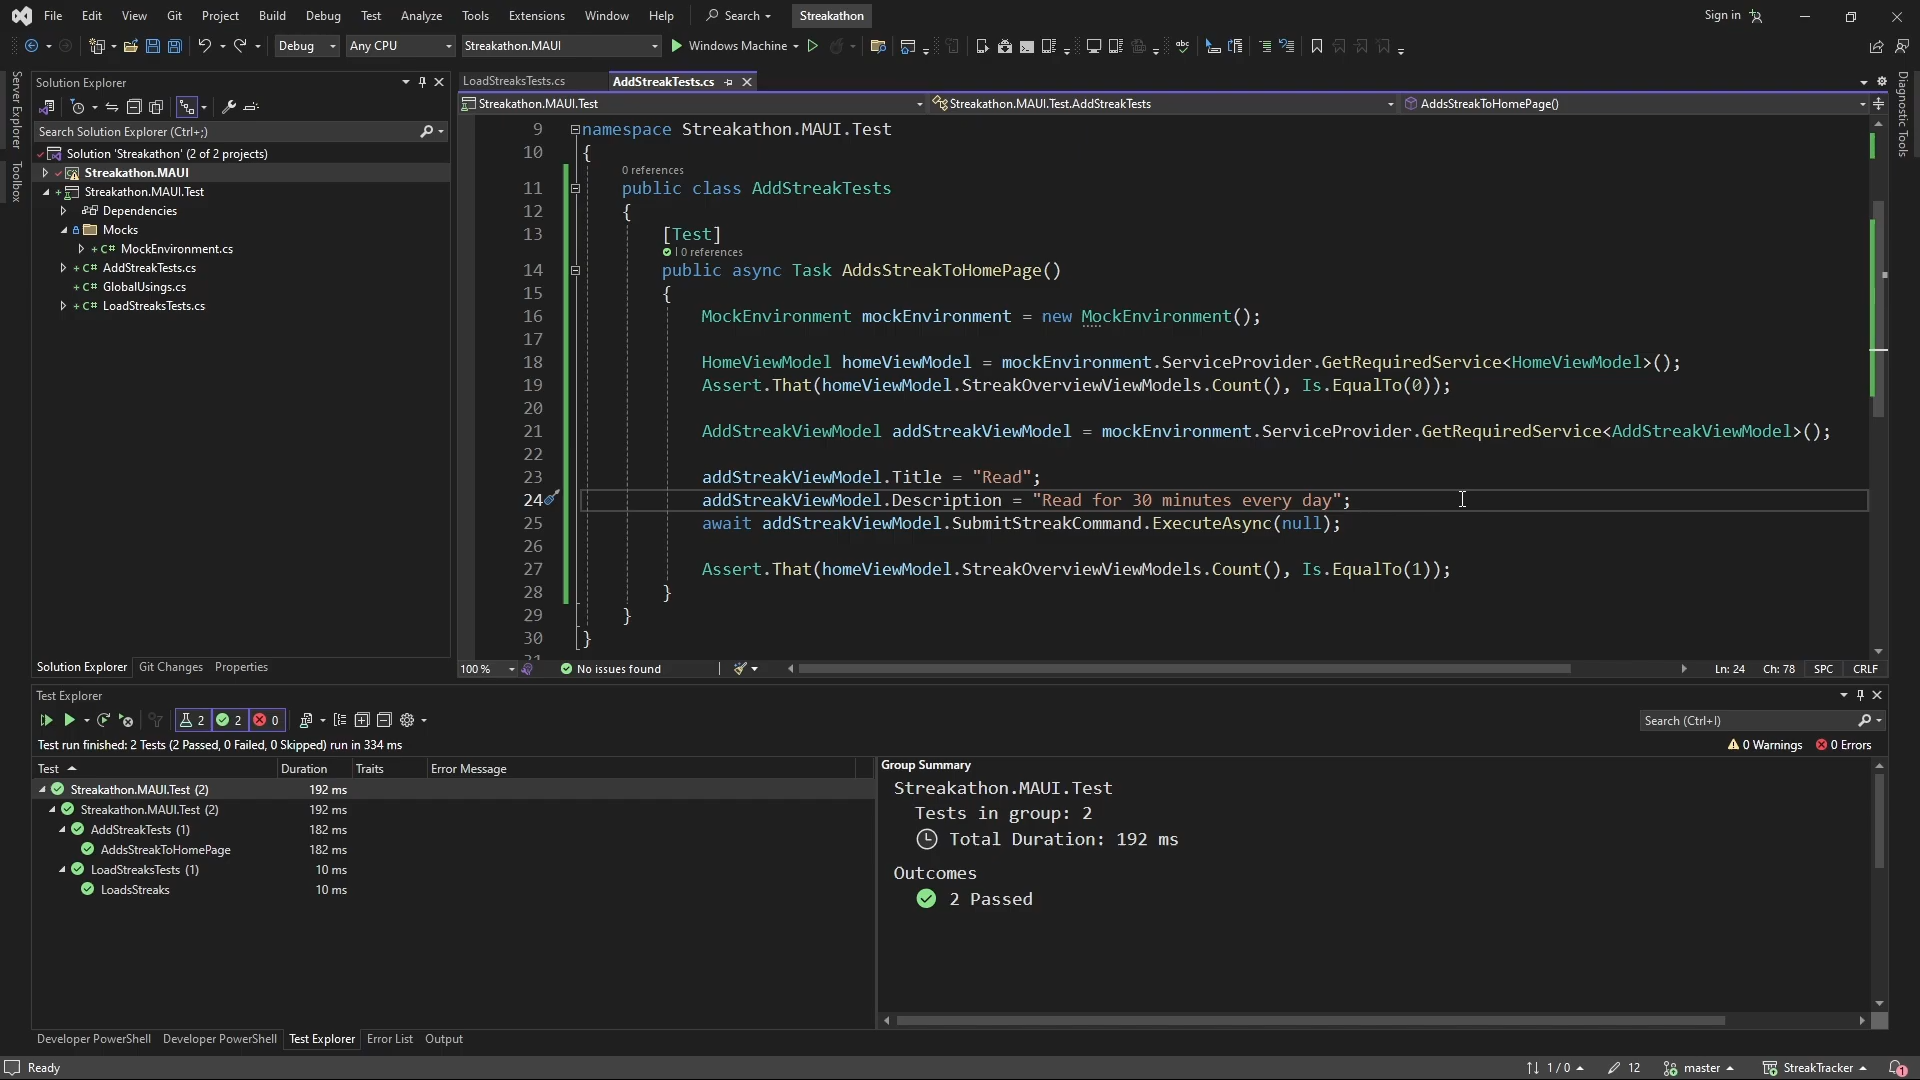 File Edit View Git Project Build Debug Test Analyze Tools Extensions Window Help Search Streakathon Sign in
Debug Any CPU Streakathon.MAUI Windows Machine
Server Explorer
Toolbox
Solution Explorer
Search Solution Explorer (Ctrl+;)
Solution 'Streakathon' (2 of 2 projects)
Streakathon.MAUI
Streakathon.MAUI.Test
Dependencies
Mocks
C# MockEnvironment.cs
C# AddStreakTests.cs
C# GlobalUsings.cs
C# LoadStreaksTests.cs
Solution Explorer Git Changes Properties
LoadStreaksTests.cs AddStreakTests.cs
Streakathon.MAUI.Test Streakathon.MAUI.Test.AddStreakTests AddsStreakToHomePage()
9 namespace Streakathon.MAUI.Test
10 {
0 references
11 public class AddStreakTests
12 {
13 [Test]
| 0 references
14 public async Task AddsStreakToHomePage()
15 {
16 MockEnvironment mockEnvironment = new MockEnvironment();
17
18 HomeViewModel homeViewModel = mockEnvironment.ServiceProvider.GetRequiredService<HomeViewModel>();
19 Assert.That(homeViewModel.StreakOverviewViewModels.Count(), Is.EqualTo(0));
20
21 AddStreakViewModel addStreakViewModel = mockEnvironment.ServiceProvider.GetRequiredService<AddStreakViewModel>();
22
23 addStreakViewModel.Title = "Read";
24 addStreakViewModel.Description = "Read for 30 minutes every day";
25 await addStreakViewModel.SubmitStreakCommand.ExecuteAsync(null);
26
27 Assert.That(homeViewModel.StreakOverviewViewModels.Count(), Is.EqualTo(1));
28 }
29 }
30 }
31
100 % No issues found Ln: 24 Ch: 78 SPC CRLF
Diagnostic Tools
Test Explorer
2 2 0
Search (Ctrl+I)
Test run finished: 2 Tests (2 Passed, 0 Failed, 0 Skipped) run in 334 ms
0 Warnings 0 Errors
Test Duration Traits Error Message
Streakathon.MAUI.Test (2) 192 ms
Streakathon.MAUI.Test (2) 192 ms
AddStreakTests (1) 182 ms
AddsStreakToHomePage 182 ms
LoadStreaksTests (1) 10 ms
LoadsStreaks 10 ms
Group Summary
Streakathon.MAUI.Test
Tests in group: 2
Total Duration: 192 ms
Outcomes
2 Passed
Developer PowerShell Developer PowerShell Test Explorer Error List Output
Ready 1 / 0 12 master StreakTracker 1